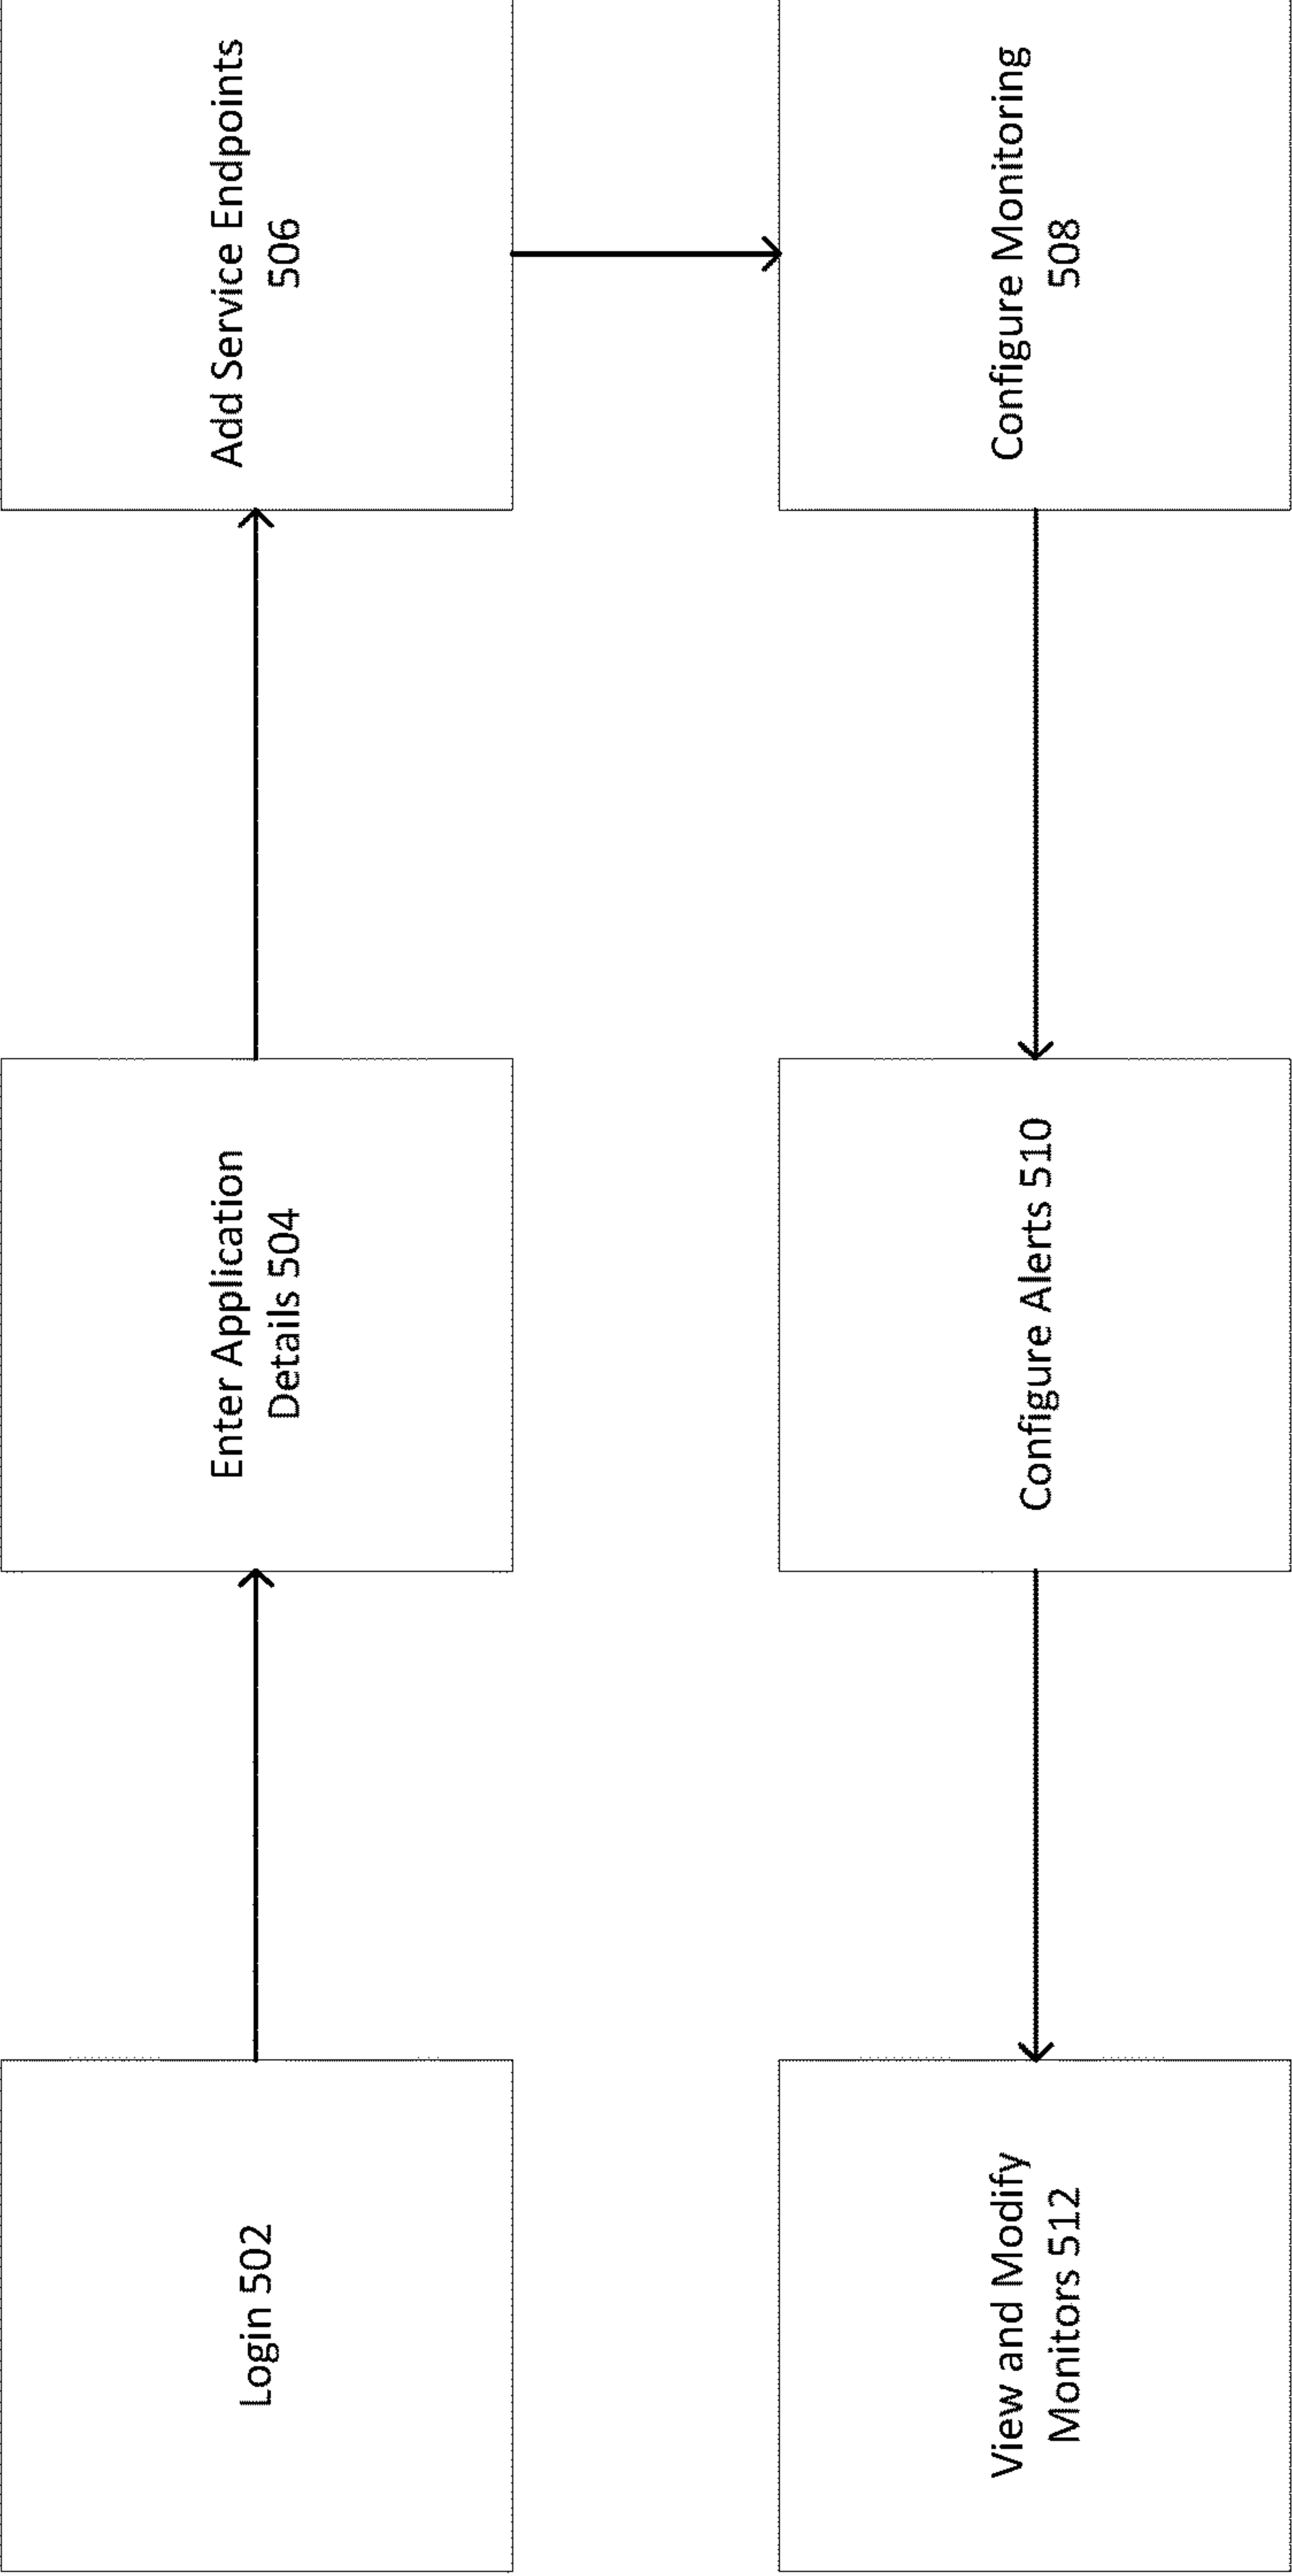 Login 502
Enter Application
Details 504
Add Service Endpoints
506
Configure Monitoring
508
Configure Alerts 510
View and Modify
Monitors 512